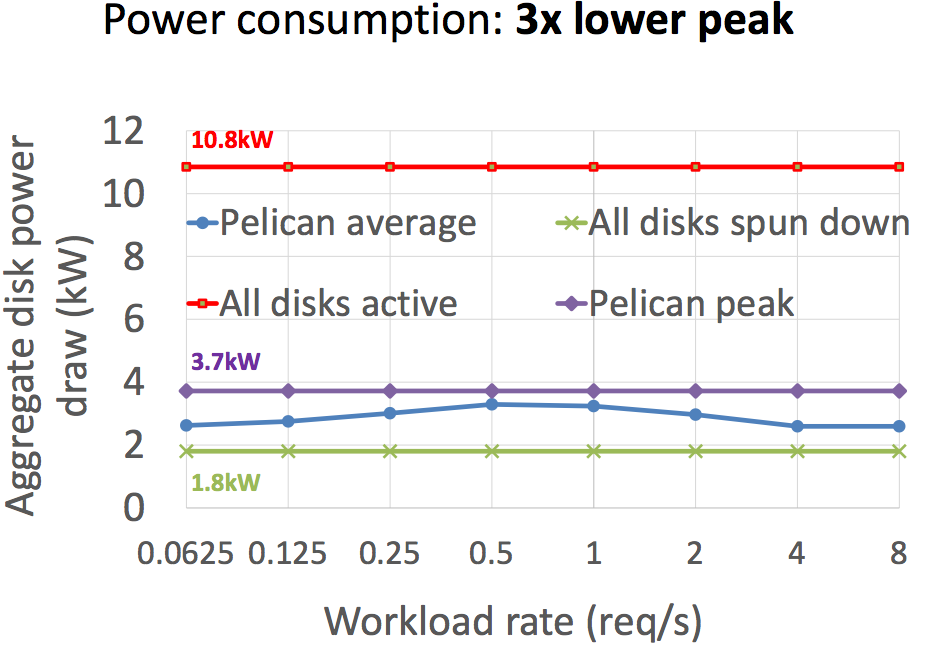 Power consumption: 3x lower peak
Aggregate disk power
draw (kW)
12
10
8
6
4
2
0
10.8kW
Pelican average
All disks spun down
All disks active
Pelican peak
3.7kW
1.8kW
0.0625 0.125 0.25 0.5 1 2 4 8
Workload rate (req/s)